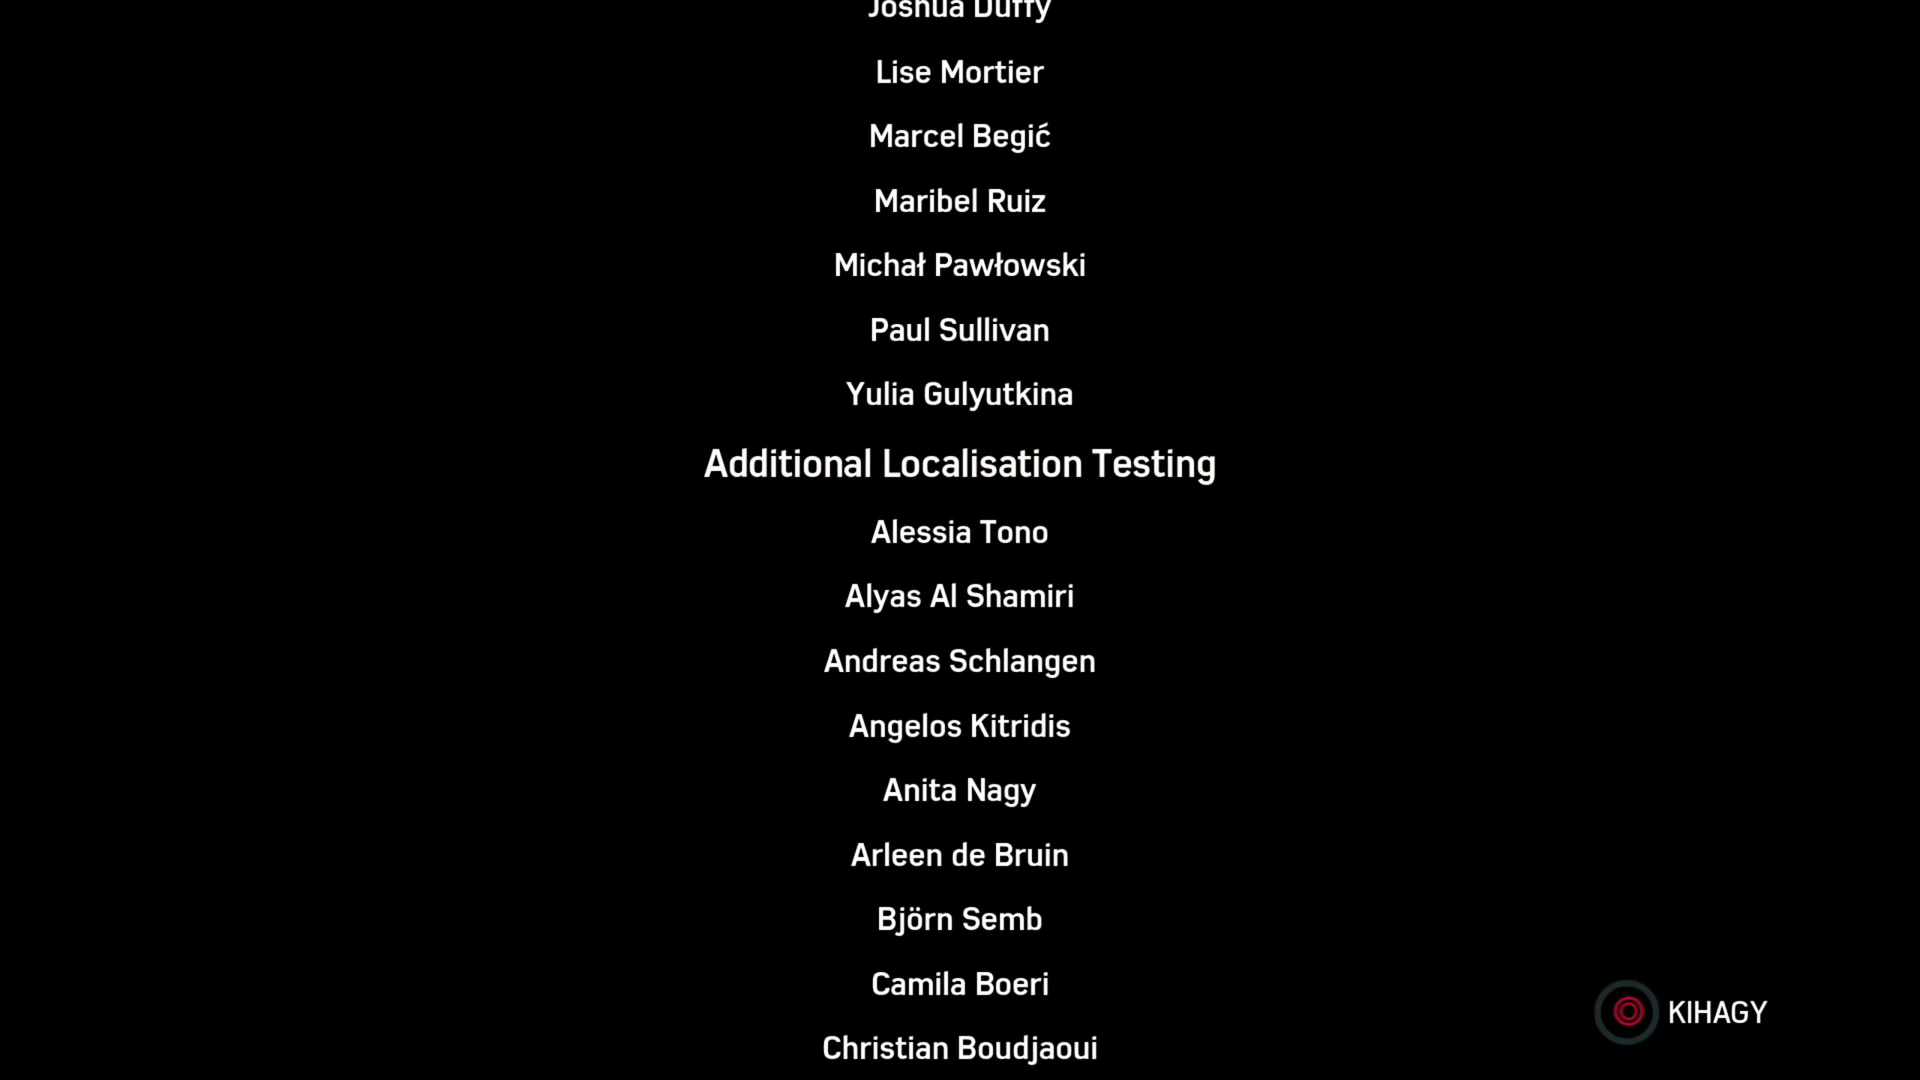 Joshua Duffy
Lise Mortier
Marcel Begić
Maribel Ruiz
Michał Pawłowski
Paul Sullivan
Yulia Gulyutkina
Additional Localisation Testing
Alessia Tono
Alyas Al Shamiri
Andreas Schlangen
Angelos Kitridis
Anita Nagy
Arleen de Bruin
Björn Semb
Camila Boeri
Christian Boudjaoui
KIHAGY